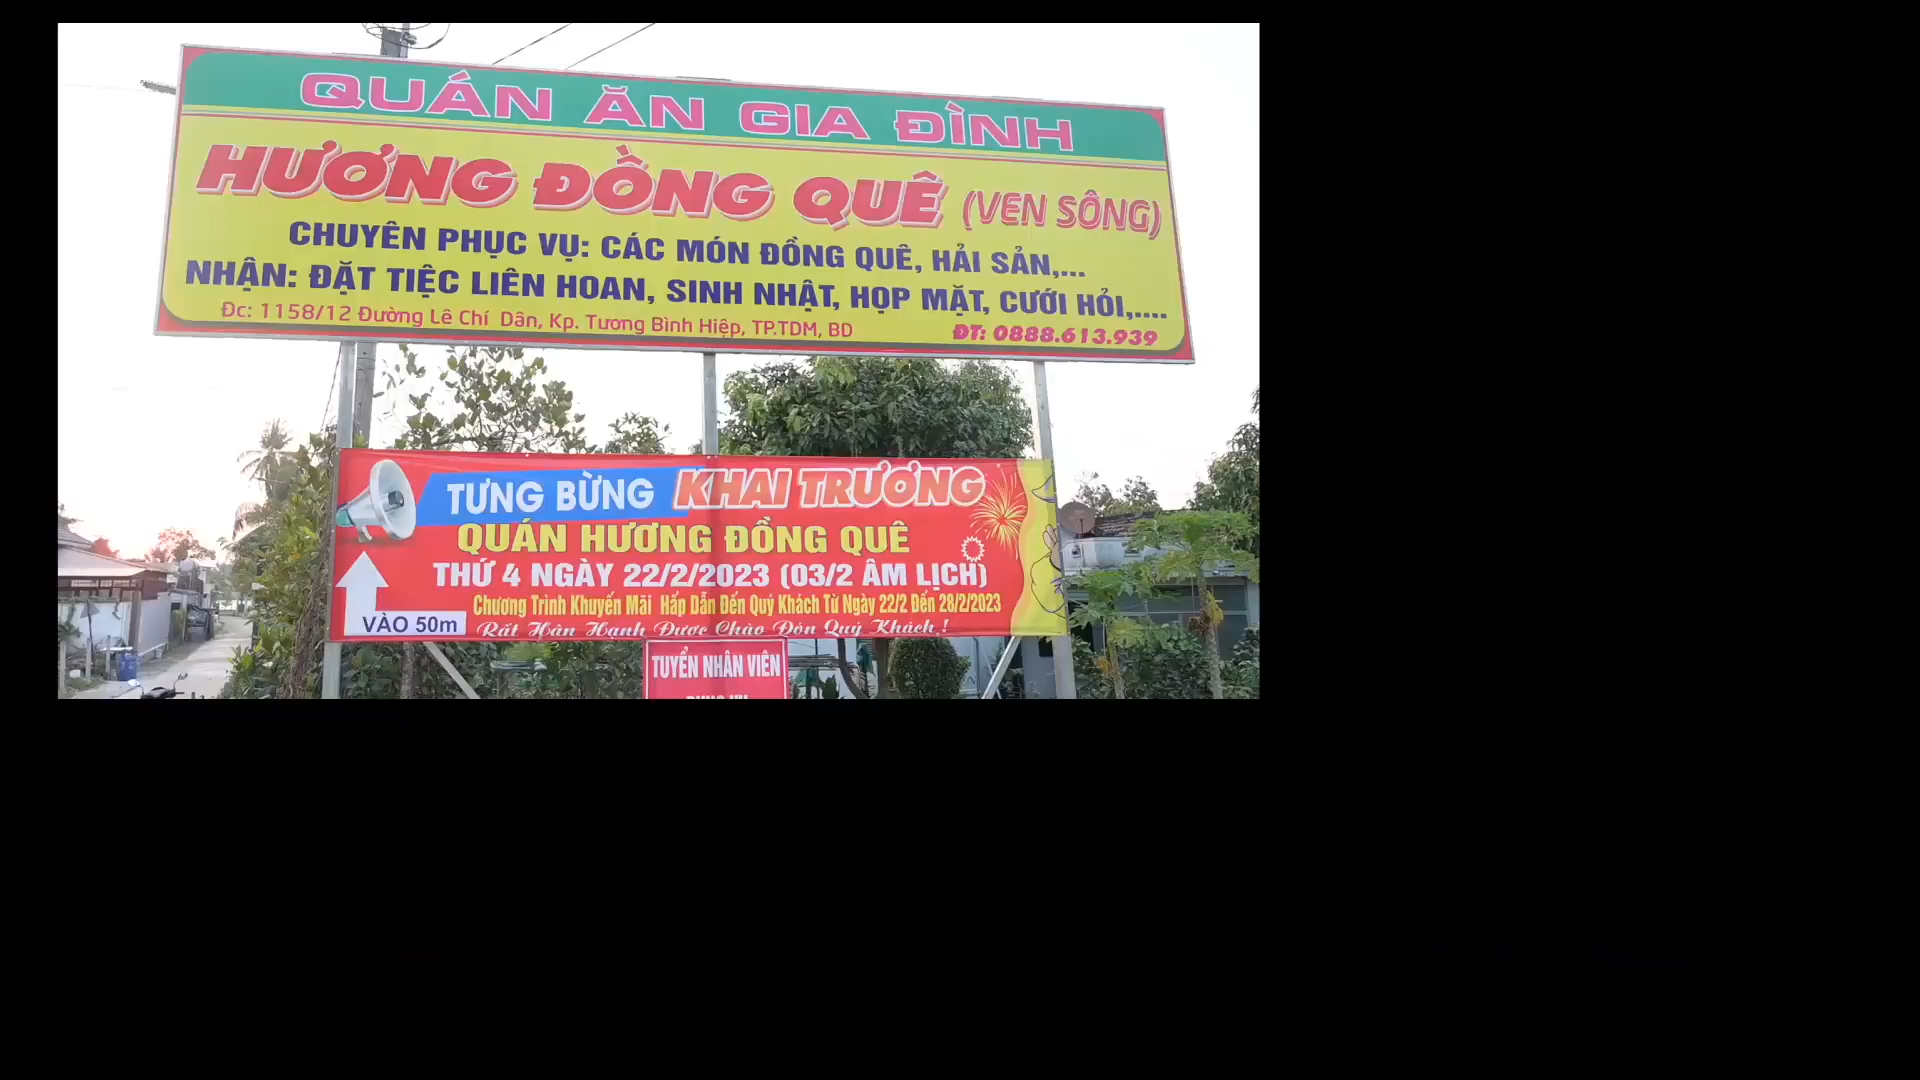 QUÁN ĂN GIA ĐÌNH
HƯƠNG ĐỒNG QUÊ (VEN SÔNG)
CHUYÊN PHỤC VỤ: CÁC MÓN ĐỒNG QUÊ, HẢI SẢN,...
NHẬN: ĐẶT TIỆC LIÊN HOAN, SINH NHẬT, HỌP MẶT, CƯỚI HỎI,....
Đc: 1158/12 Đường Lê Chí Dân, Kp. Tương Bình Hiệp, TP.TDM, BD
ĐT: 0888.613.939
TƯNG BỪNG KHAI TRƯƠNG
QUÁN HƯƠNG ĐỒNG QUÊ
THỨ 4 NGÀY 22/2/2023 (03/2 ÂM LỊCH)
Chương Trình Khuyến Mãi Hấp Dẫn Đến Quý Khách Từ Ngày 22/2 Đến 28/2/2023
VÀO 50m
Rất Hân Hạnh Được Chào Đón Quý Khách.!
TUYỂN NHÂN VIÊN